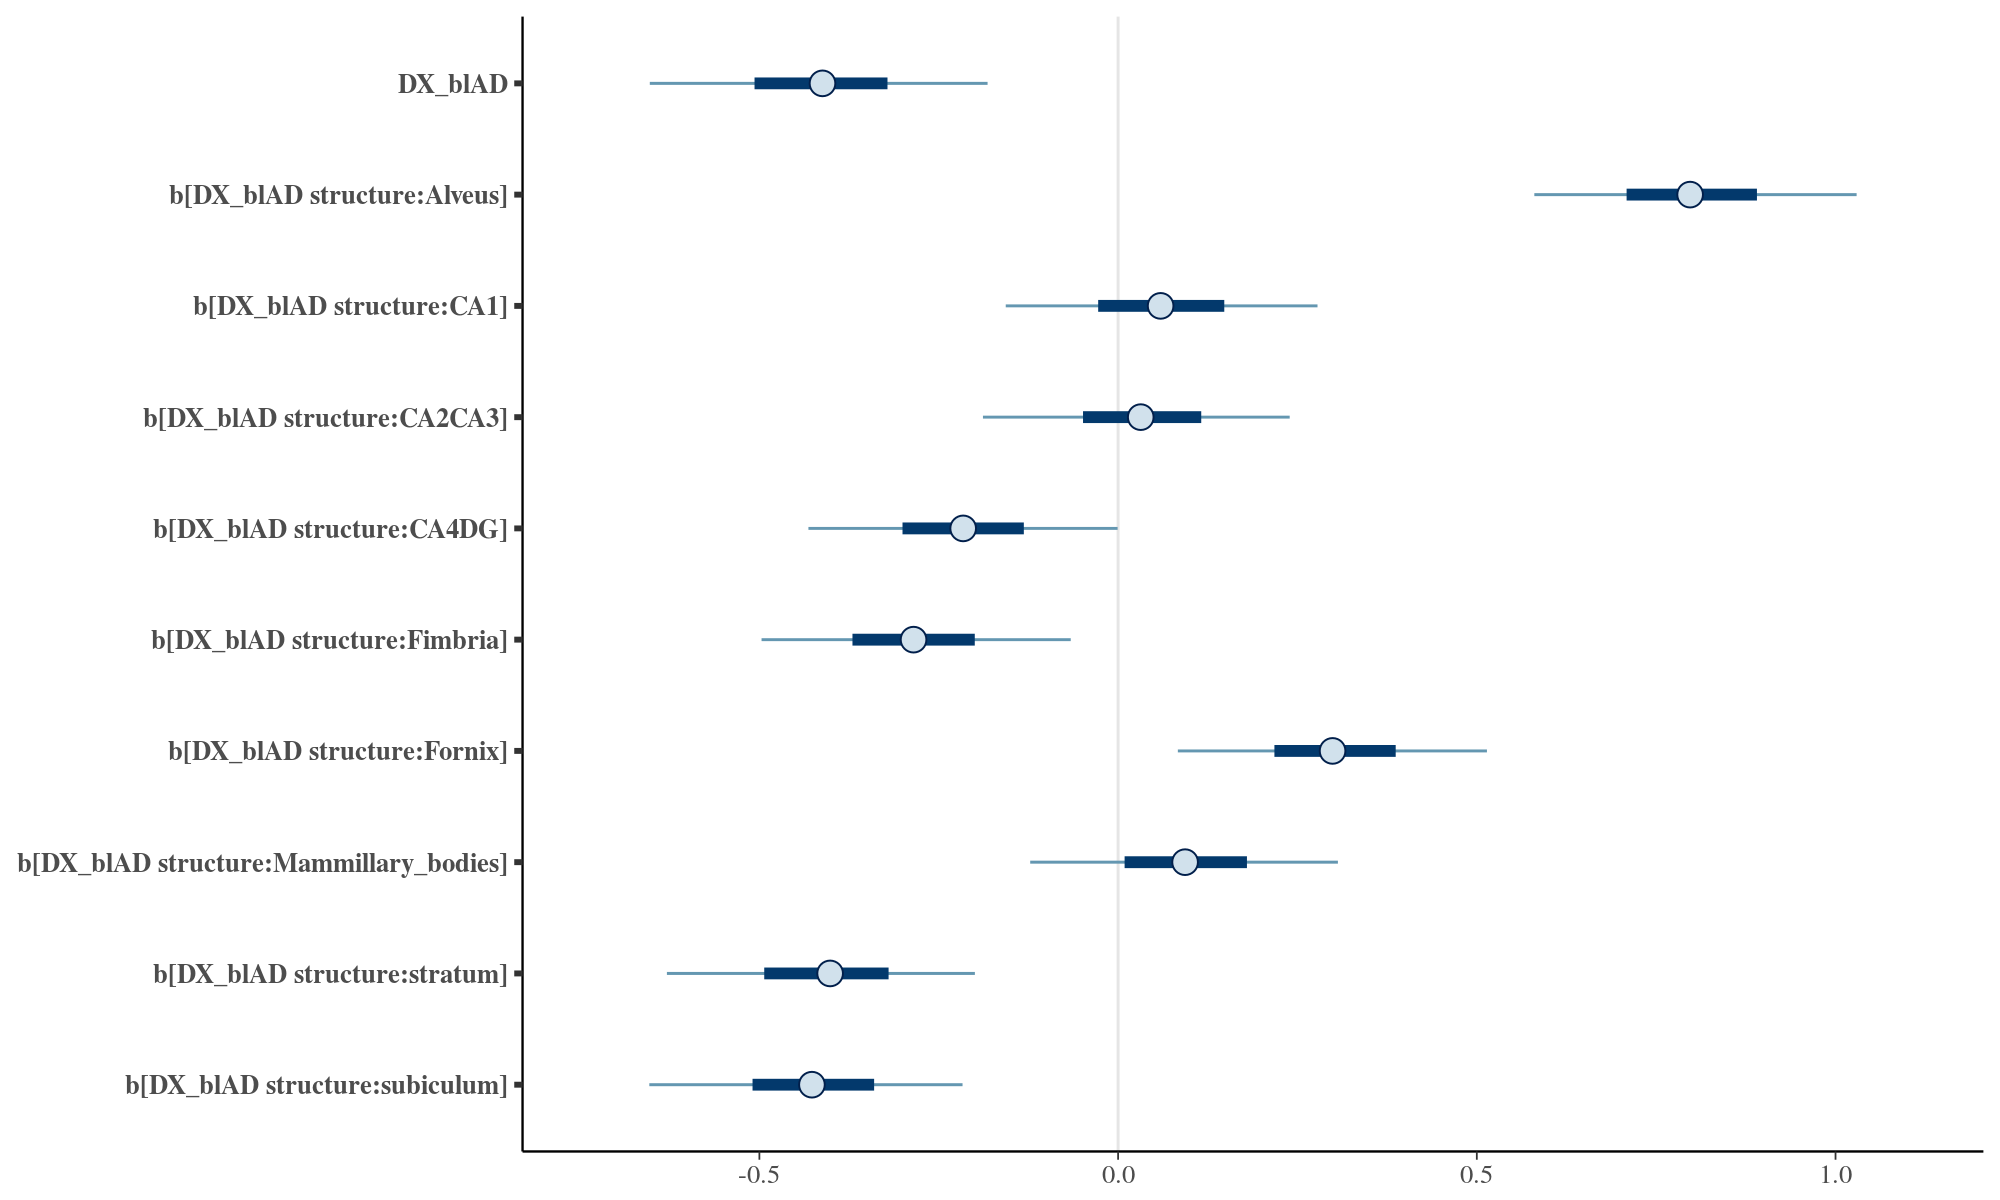 DX_blAD
b[DX_blAD structure:Alveus]
b[DX_blAD structure:CA1]
b[DX_blAD structure:CA2CA3]
b[DX_blAD structure:CA4DG]
b[DX_blAD structure:Fimbria]
b[DX_blAD structure:Fornix]
b[DX_blAD structure:Mammillary_bodies]
b[DX_blAD structure:stratum]
b[DX_blAD structure:subiculum]
-0.5 0.0 0.5 1.0